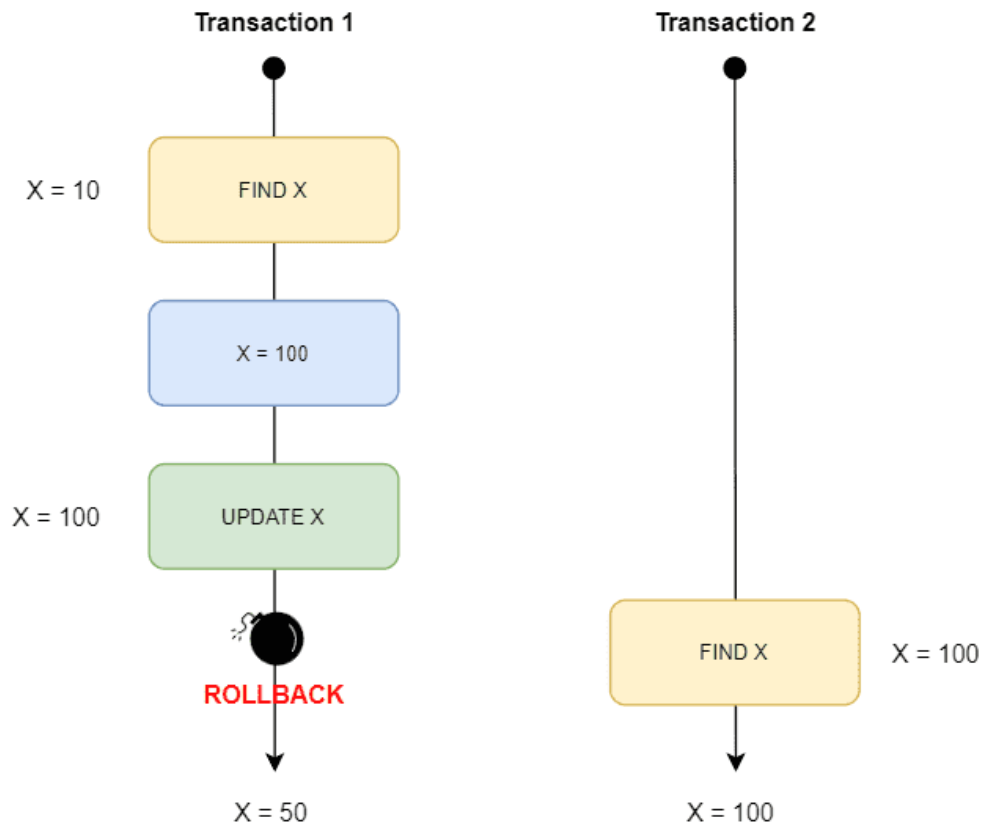 Transaction 1
Transaction 2
X = 10
FIND X
X = 100
X = 100
UPDATE X
FIND X
X = 100
ROLLBACK
X = 50
X = 100